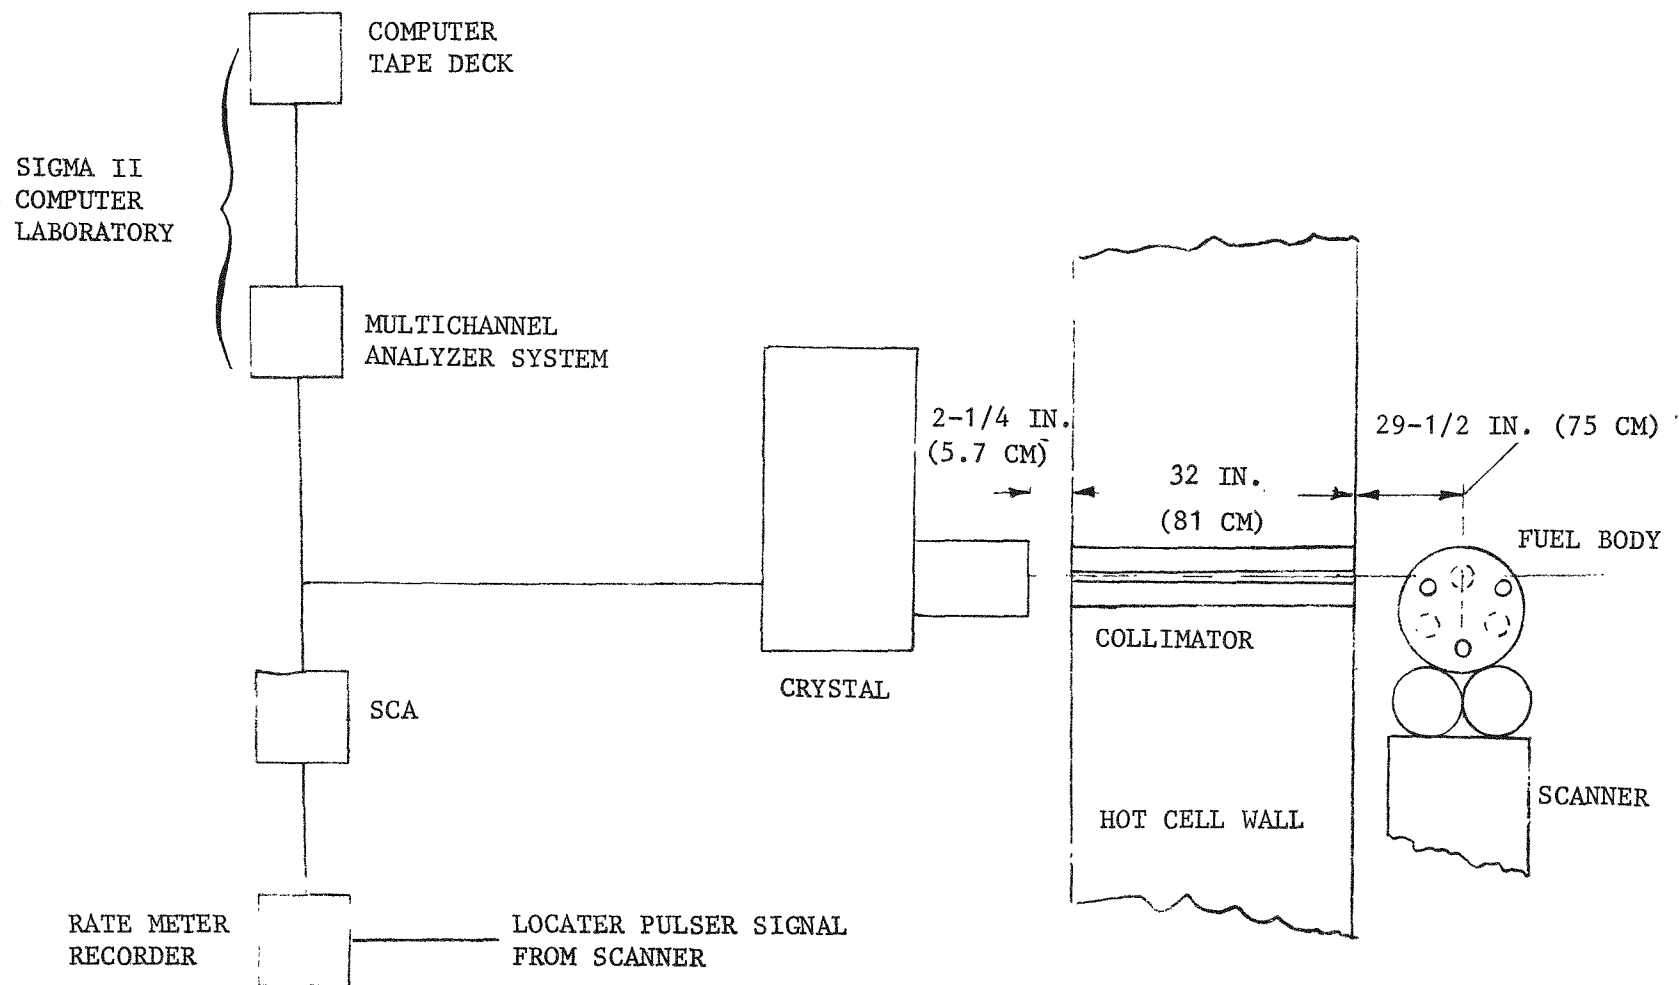 COMPUTER
TAPE DECK
SIGMA II
COMPUTER
LABORATORY
MULTICHANNEL
ANALYZER SYSTEM
2-1/4 IN.
(5.7 CM)
29-1/2 IN. (75 CM)
32 IN.
(81 CM)
FUEL BODY
COLLIMATOR
CRYSTAL
SCA
SCANNER
HOT CELL WALL
RATE METER
RECORDER
LOCATER PULSER SIGNAL
FROM SCANNER